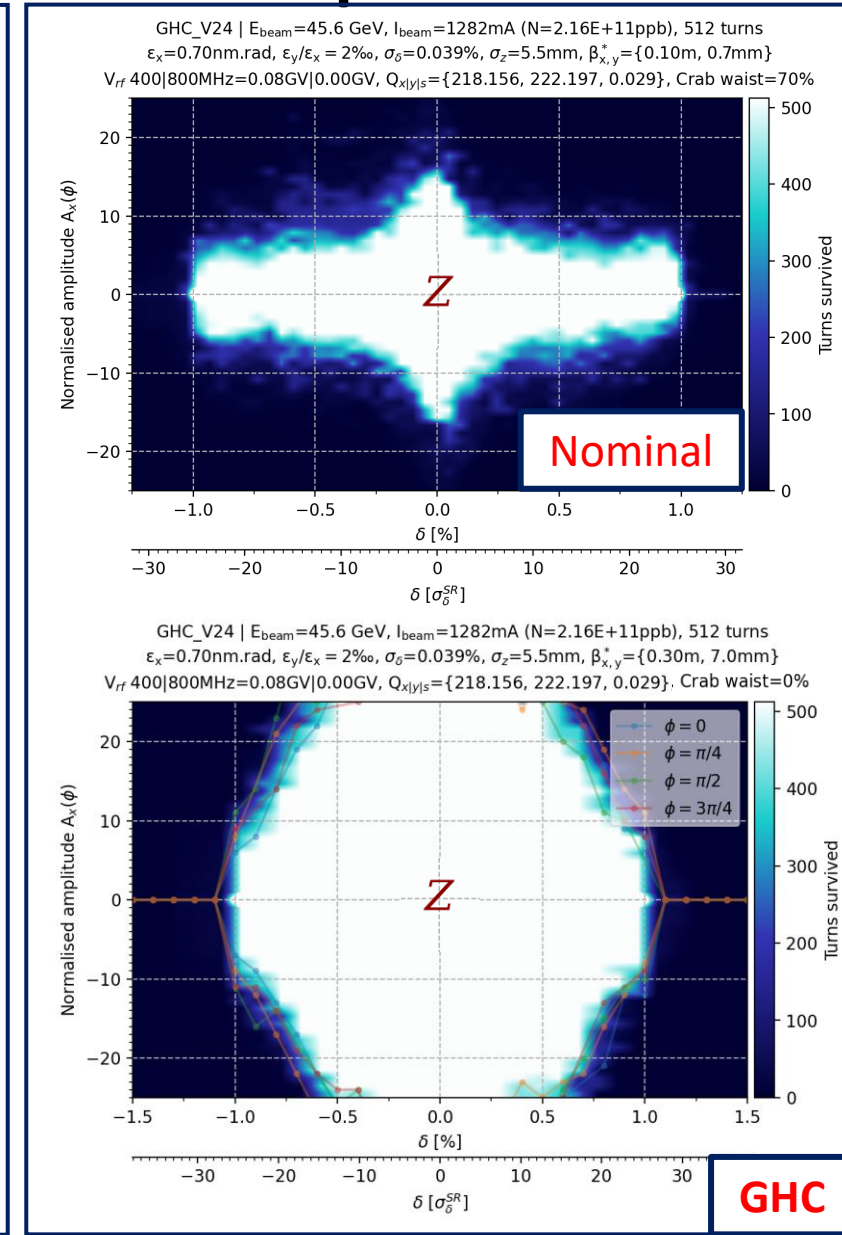 GHC_V24 | E_beam=45.6 GeV, I_beam=1282mA (N=2.16E+11ppb), 512 turns
ε_x=0.70nm.rad, ε_y/ε_x = 2‰, σ_δ=0.039%, σ_z=5.5mm, β*_x,y={0.10m, 0.7mm}
V_rf 400|800MHz=0.08GV|0.00GV, Q_x|y|s={218.156, 222.197, 0.029}, Crab waist=70%
Normalised amplitude A_x(ϕ)
20
10
0
−10
−20
Z
Nominal
500
400
300
200
100
0
Turns survived
−1.0 −0.5 0.0 0.5 1.0
δ [%]
−30 −20 −10 0 10 20 30
δ [σ_δ^SR]
GHC_V24 | E_beam=45.6 GeV, I_beam=1282mA (N=2.16E+11ppb), 512 turns
ε_x=0.70nm.rad, ε_y/ε_x = 2‰, σ_δ=0.039%, σ_z=5.5mm, β*_x,y={0.30m, 7.0mm}
V_rf 400|800MHz=0.08GV|0.00GV, Q_x|y|s={218.156, 222.197, 0.029}, Crab waist=0%
Normalised amplitude A_x(ϕ)
20
10
0
−10
−20
Z
ϕ = 0
ϕ = π/4
ϕ = π/2
ϕ = 3π/4
500
400
300
200
100
0
Turns survived
−1.5 −1.0 −0.5 0.0 0.5 1.0 1.5
δ [%]
−30 −20 −10 0 10 20 30
δ [σ_δ^SR]
GHC